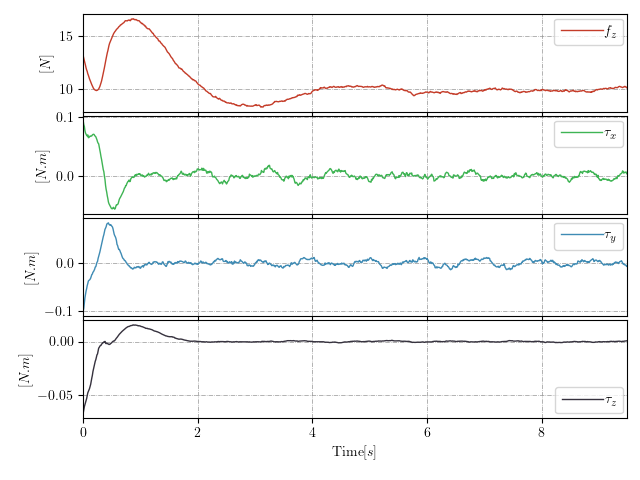 15
10
[N]
f_z
0.1
0.0
[N.m]
τ_x
0.0
−0.1
[N.m]
τ_y
0.00
−0.05
[N.m]
τ_z
0 2 4 6 8
Time[s]